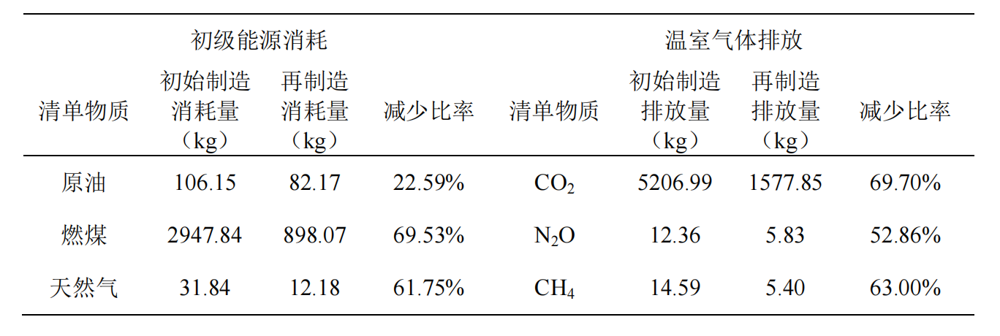 初级能源消耗 温室气体排放
清单物质 初始制造消耗量（kg） 再制造消耗量（kg） 减少比率 清单物质 初始制造排放量（kg） 再制造排放量（kg） 减少比率
原油 106.15 82.17 22.59% CO₂ 5206.99 1577.85 69.70%
燃煤 2947.84 898.07 69.53% N₂O 12.36 5.83 52.86%
天然气 31.84 12.18 61.75% CH₄ 14.59 5.40 63.00%